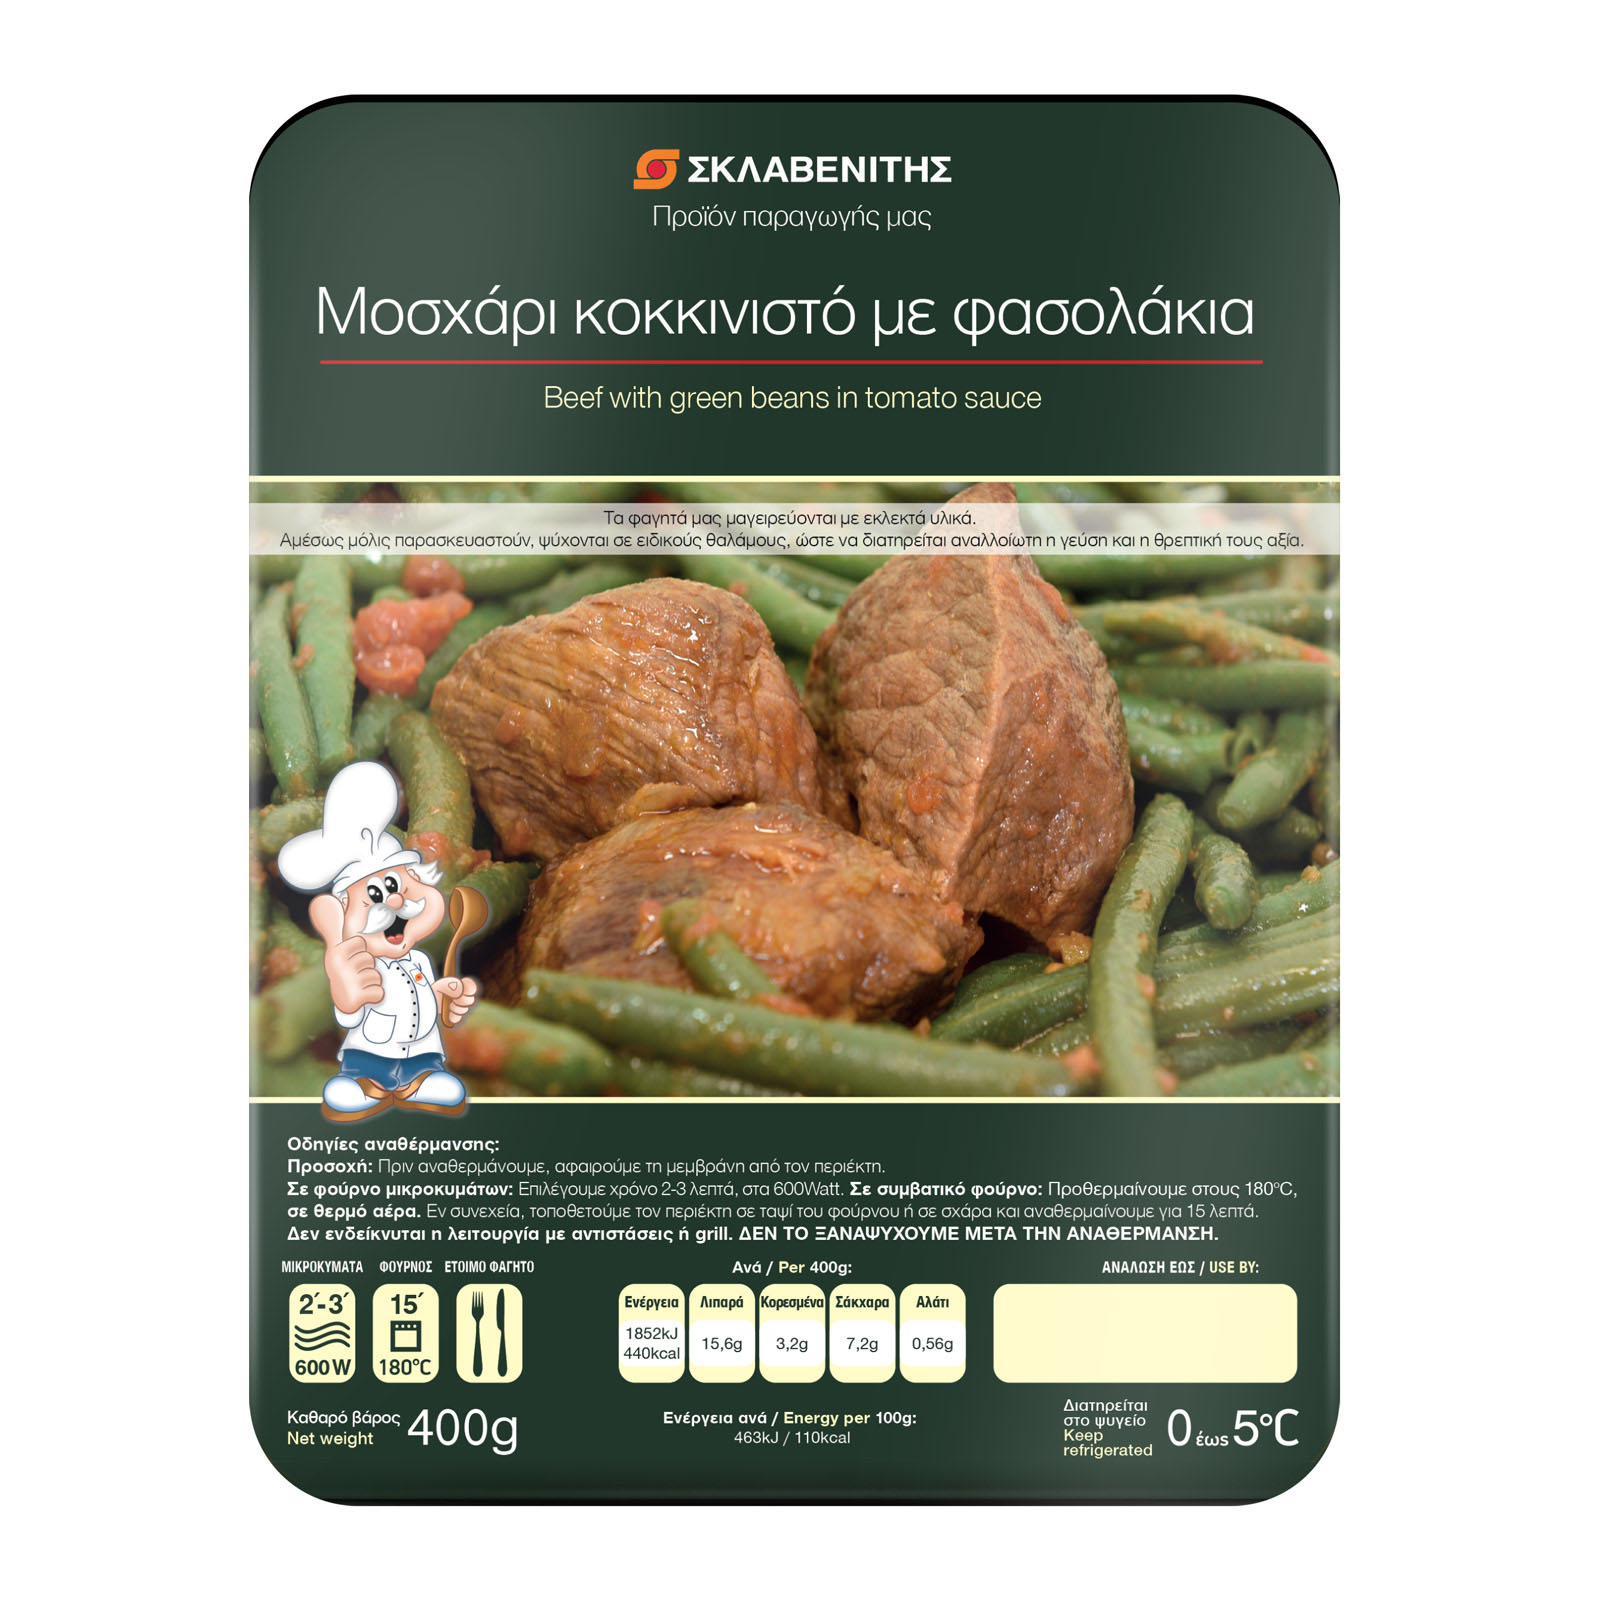 ΣΚΛΑΒΕΝΙΤΗΣ
Προϊόν παραγωγής μας
Μοσχάρι κοκκινιστό με φασολάκια
Beef with green beans in tomato sauce
Τα φαγητά μας μαγειρεύονται με εκλεκτά υλικά.
Αμέσως μόλις παρασκευαστούν, ψύχονται σε ειδικούς θαλάμους, ώστε να διατηρείται αναλλοίωτη η γεύση και η θρεπτική τους αξία.
Οδηγίες αναθέρμανσης:
Προσοχή: Πριν αναθερμάνουμε, αφαιρούμε τη μεμβράνη από τον περιέκτη.
Σε φούρνο μικροκυμάτων: Επιλέγουμε χρόνο 2-3 λεπτά, στα 600Watt. Σε συμβατικό φούρνο: Προθερμαίνουμε στους 180°C,
σε θερμό αέρα. Εν συνεχεία, τοποθετούμε τον περιέκτη σε ταψί του φούρνου ή σε σχάρα και αναθερμαίνουμε για 15 λεπτά.
Δεν ενδείκνυται η λειτουργία με αντιστάσεις ή grill. ΔΕΝ ΤΟ ΞΑΝΑΨΥΧΟΥΜΕ ΜΕΤΑ ΤΗΝ ΑΝΑΘΕΡΜΑΝΣΗ.
ΜΙΚΡΟΚΥΜΑΤΑ ΦΟΥΡΝΟΣ ΕΤΟΙΜΟ ΦΑΓΗΤΟ
2΄-3΄ 15΄
600W 180°C
Ανά / Per 400g:
Ενέργεια Λιπαρά Κορεσμένα Σάκχαρα Αλάτι
1852kJ
440kcal 15,6g 3,2g 7,2g 0,56g
ΑΝΑΛΩΣΗ ΕΩΣ / USE BY:
Καθαρό βάρος
Net weight 400g
Ενέργεια ανά / Energy per 100g:
463kJ / 110kcal
Διατηρείται
στο ψυγείο
Keep
refrigerated
0 έως 5°C